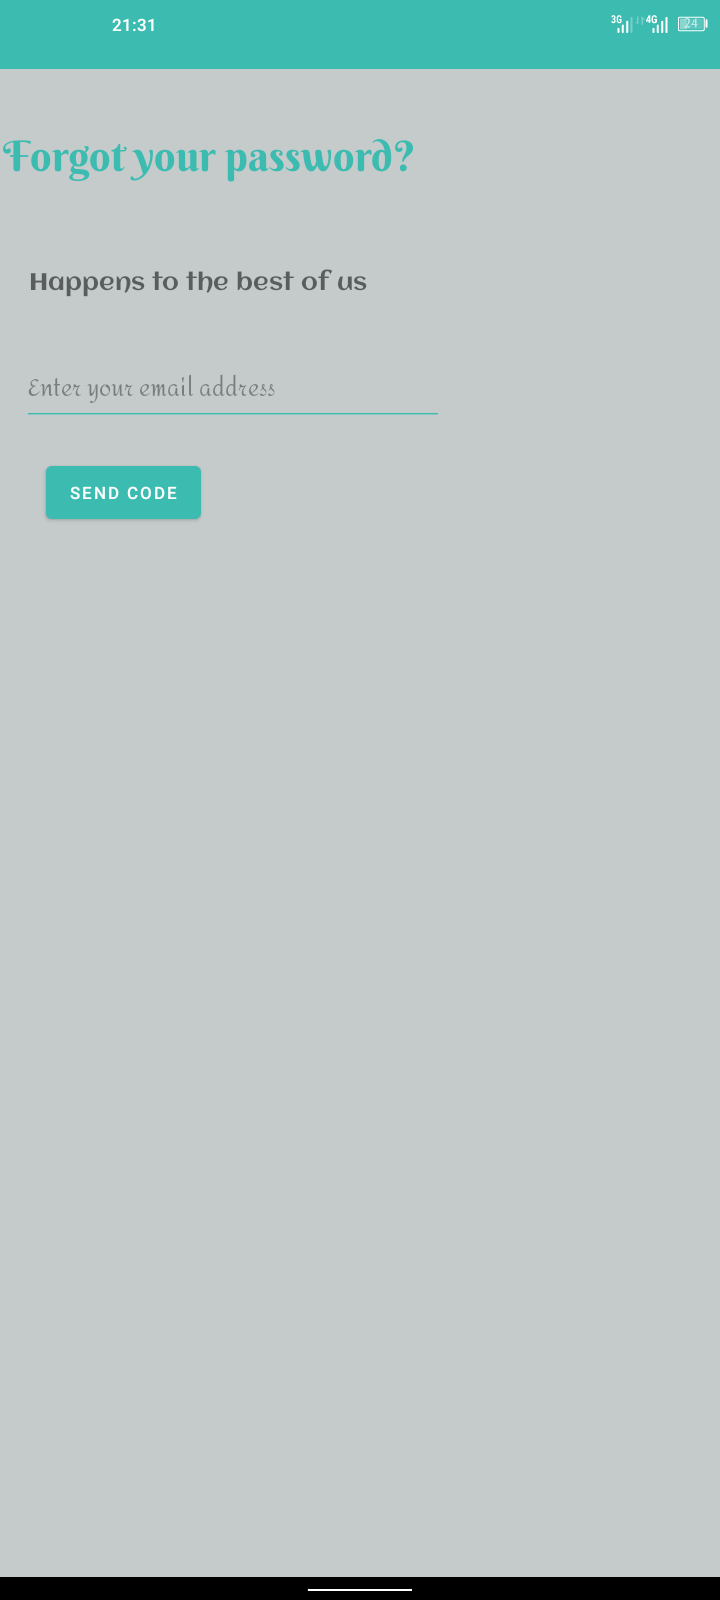 21:31 3G 4G 24
Forgot your password?
Happens to the best of us
Enter your email address
SEND CODE